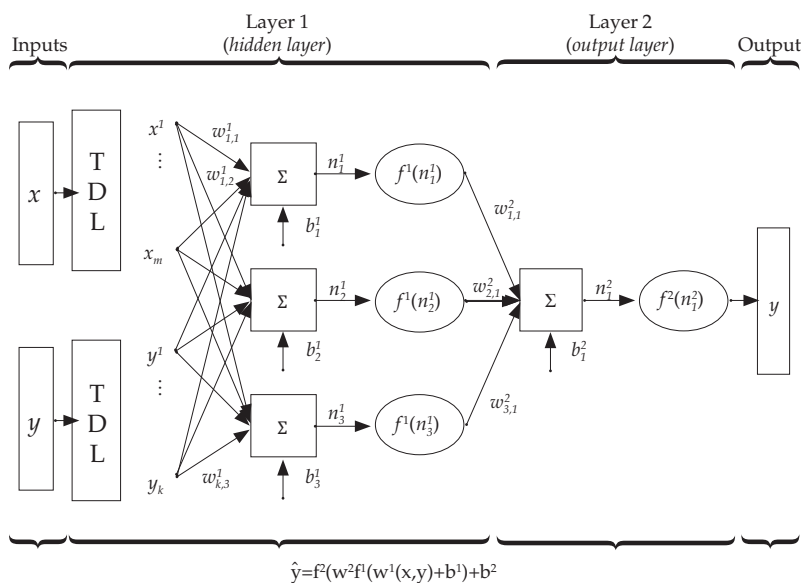 Inputs
Layer 1
(hidden layer)
Layer 2
(output layer)
Output
x
T
D
L
x¹
⋮
xₘ
w¹₁,₁
w¹₁,₂
Σ
b¹₁
n¹₁
f¹(n¹₁)
w²₁,₁
Σ
b¹₂
n¹₂
f¹(n¹₂)
w²₂,₁
Σ
b²₁
n²₁
f²(n²₁)
y
y
T
D
L
y¹
⋮
yₖ
w¹ₖ,₃
Σ
b¹₃
n¹₃
f¹(n¹₃)
w²₃,₁
ŷ=f²(w²f¹(w¹(x,y)+b¹)+b²